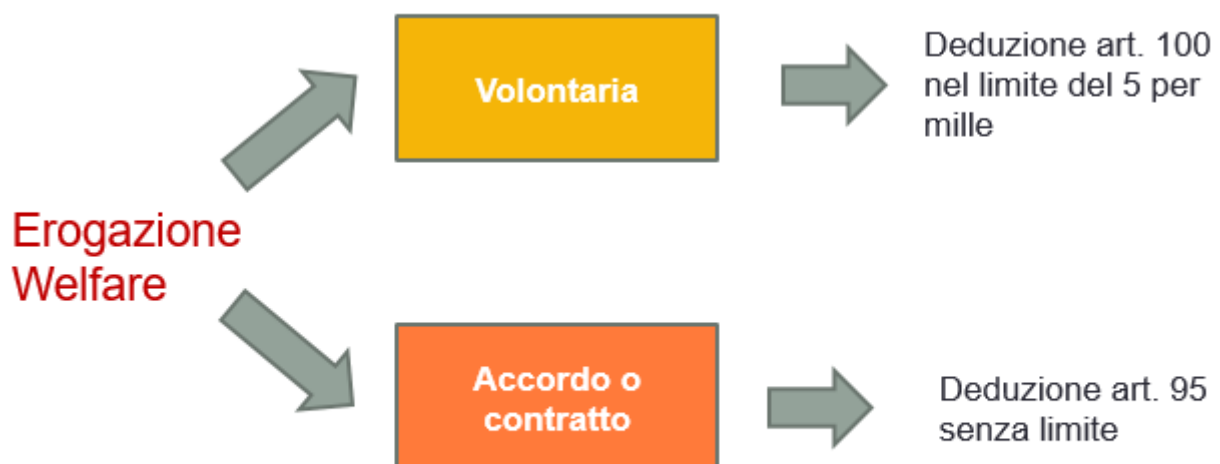 Erogazione
Welfare
Volontaria
Deduzione art. 100
nel limite del 5 per
mille
Accordo o
contratto
Deduzione art. 95
senza limite